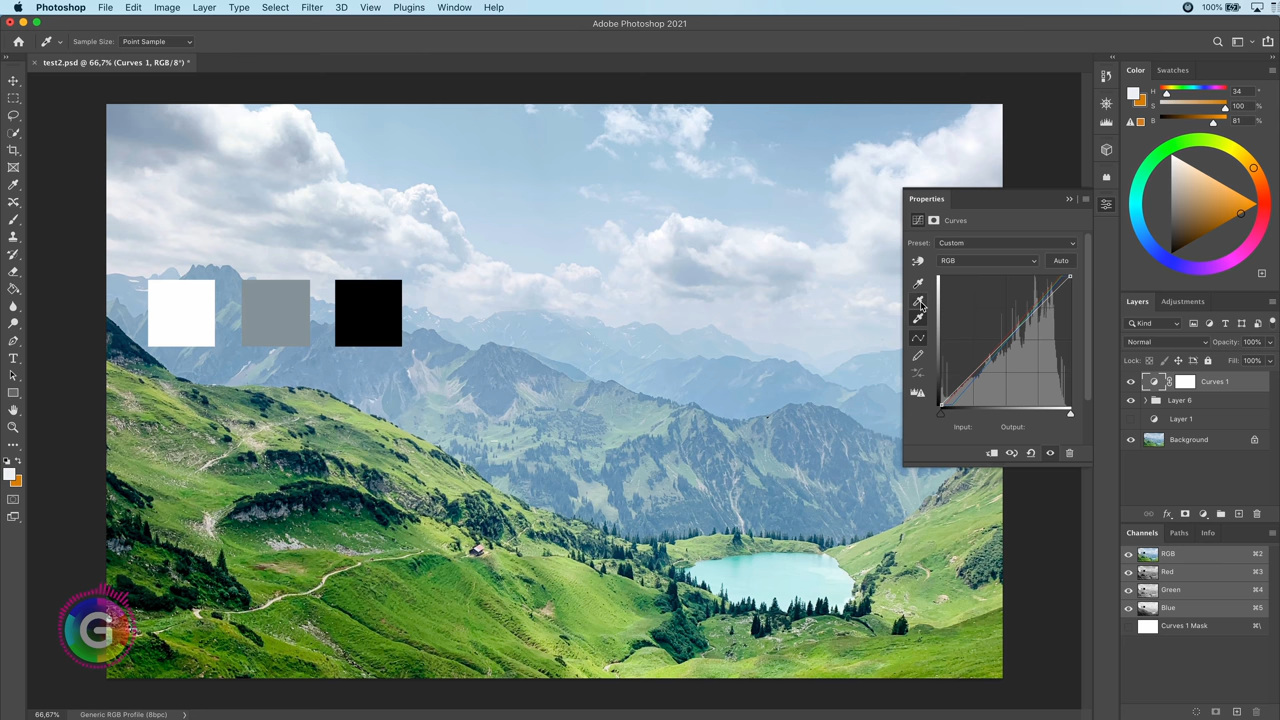 Photoshop File Edit Image Layer Type Select Filter 3D View Plugins Window Help 100%
Adobe Photoshop 2021
Sample Size: Point Sample
test2.psd @ 66,7% (Curves 1, RGB/8*) *
Color Swatches
H 34 °
S 100 %
B 81 %
Properties
Curves
Preset: Custom
RGB Auto
Input: Output:
Layers Adjustments
Kind
Normal Opacity: 100%
Lock: Fill: 100%
Curves 1
Layer 6
Layer 1
Background
Channels Paths Info
RGB ⌘2
Red ⌘3
Green ⌘4
Blue ⌘5
Curves 1 Mask ⌘\
G
66,67% Generic RGB Profile (8bpc)